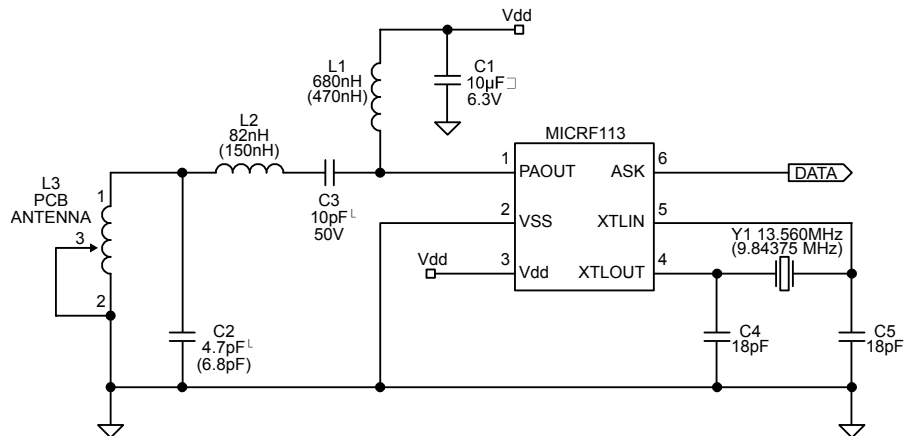 Vdd
L1
680nH
(470nH)
C1
10µF
6.3V
L2
82nH
(150nH)
MICRF113
1
PAOUT
ASK
6
DATA
L3
PCB
ANTENNA
1
3
2
C3
10pF
50V
2
VSS
XTLIN
5
Y1 13.560MHz
(9.84375 MHz)
Vdd
3
Vdd
XTLOUT
4
C2
4.7pF
(6.8pF)
C4
18pF
C5
18pF